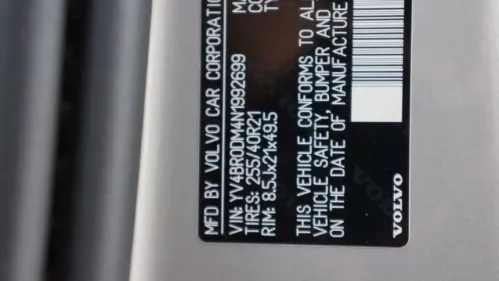 MFD BY VOLVO CAR CORPORATION
VIN: YV4BR0DM4N1992699
TIRES: 255/40R21
RIM: 8.5Jx21x49.5
THIS VEHICLE CONFORMS TO ALL
VEHICLE SAFETY, BUMPER AND
ON THE DATE OF MANUFACTURE
VOLVO